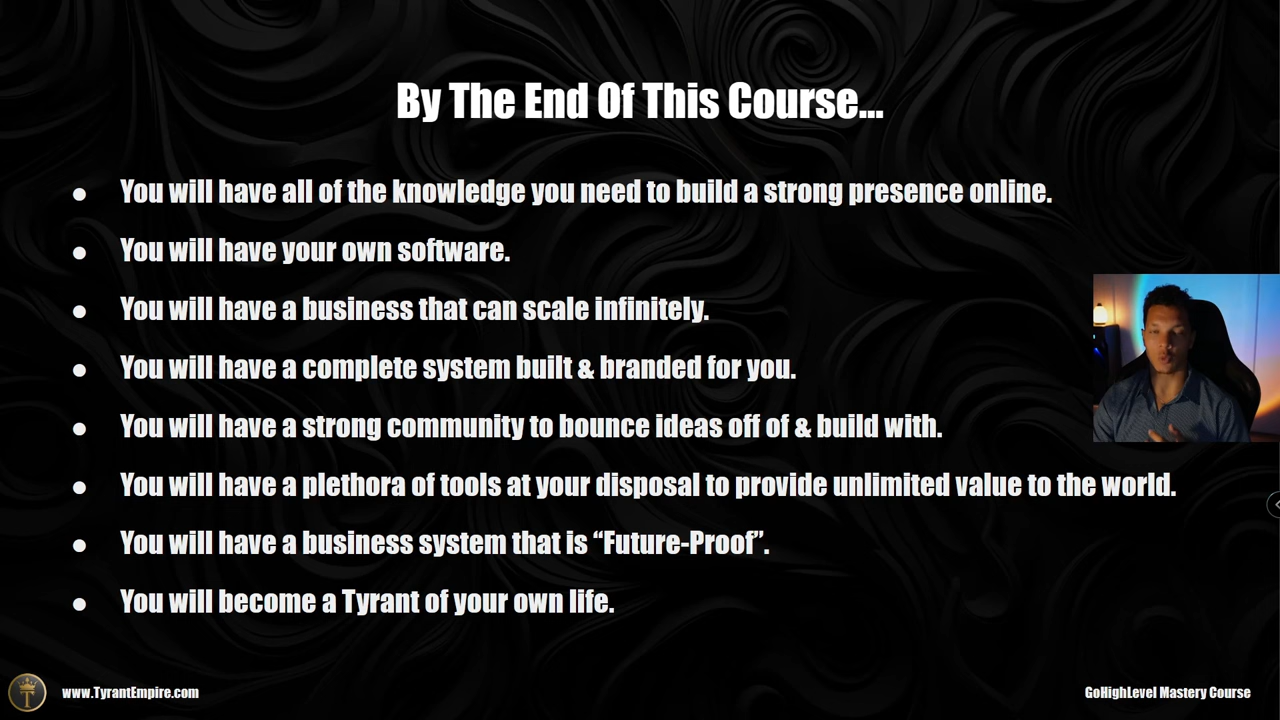 By The End Of This Course...
● You will have all of the knowledge you need to build a strong presence online.
● You will have your own software.
● You will have a business that can scale infinitely.
● You will have a complete system built & branded for you.
● You will have a strong community to bounce ideas off of & build with.
● You will have a plethora of tools at your disposal to provide unlimited value to the world.
● You will have a business system that is “Future-Proof”.
● You will become a Tyrant of your own life.
T www.TyrantEmpire.com
GoHighLevel Mastery Course